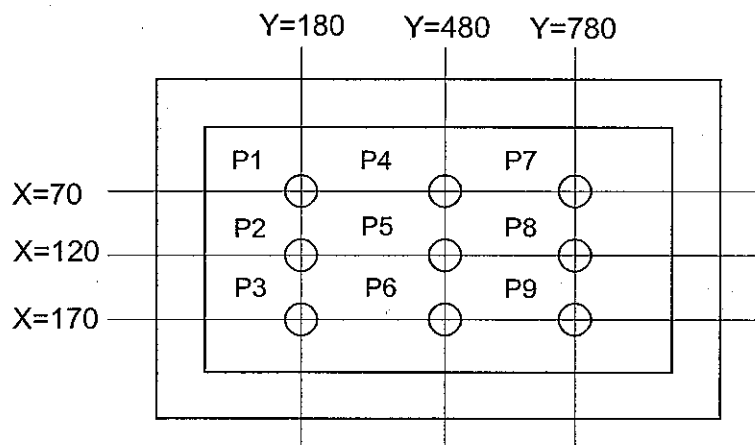 Y=180 Y=480 Y=780
P1 P4 P7
X=70
P2 P5 P8
X=120
P3 P6 P9
X=170